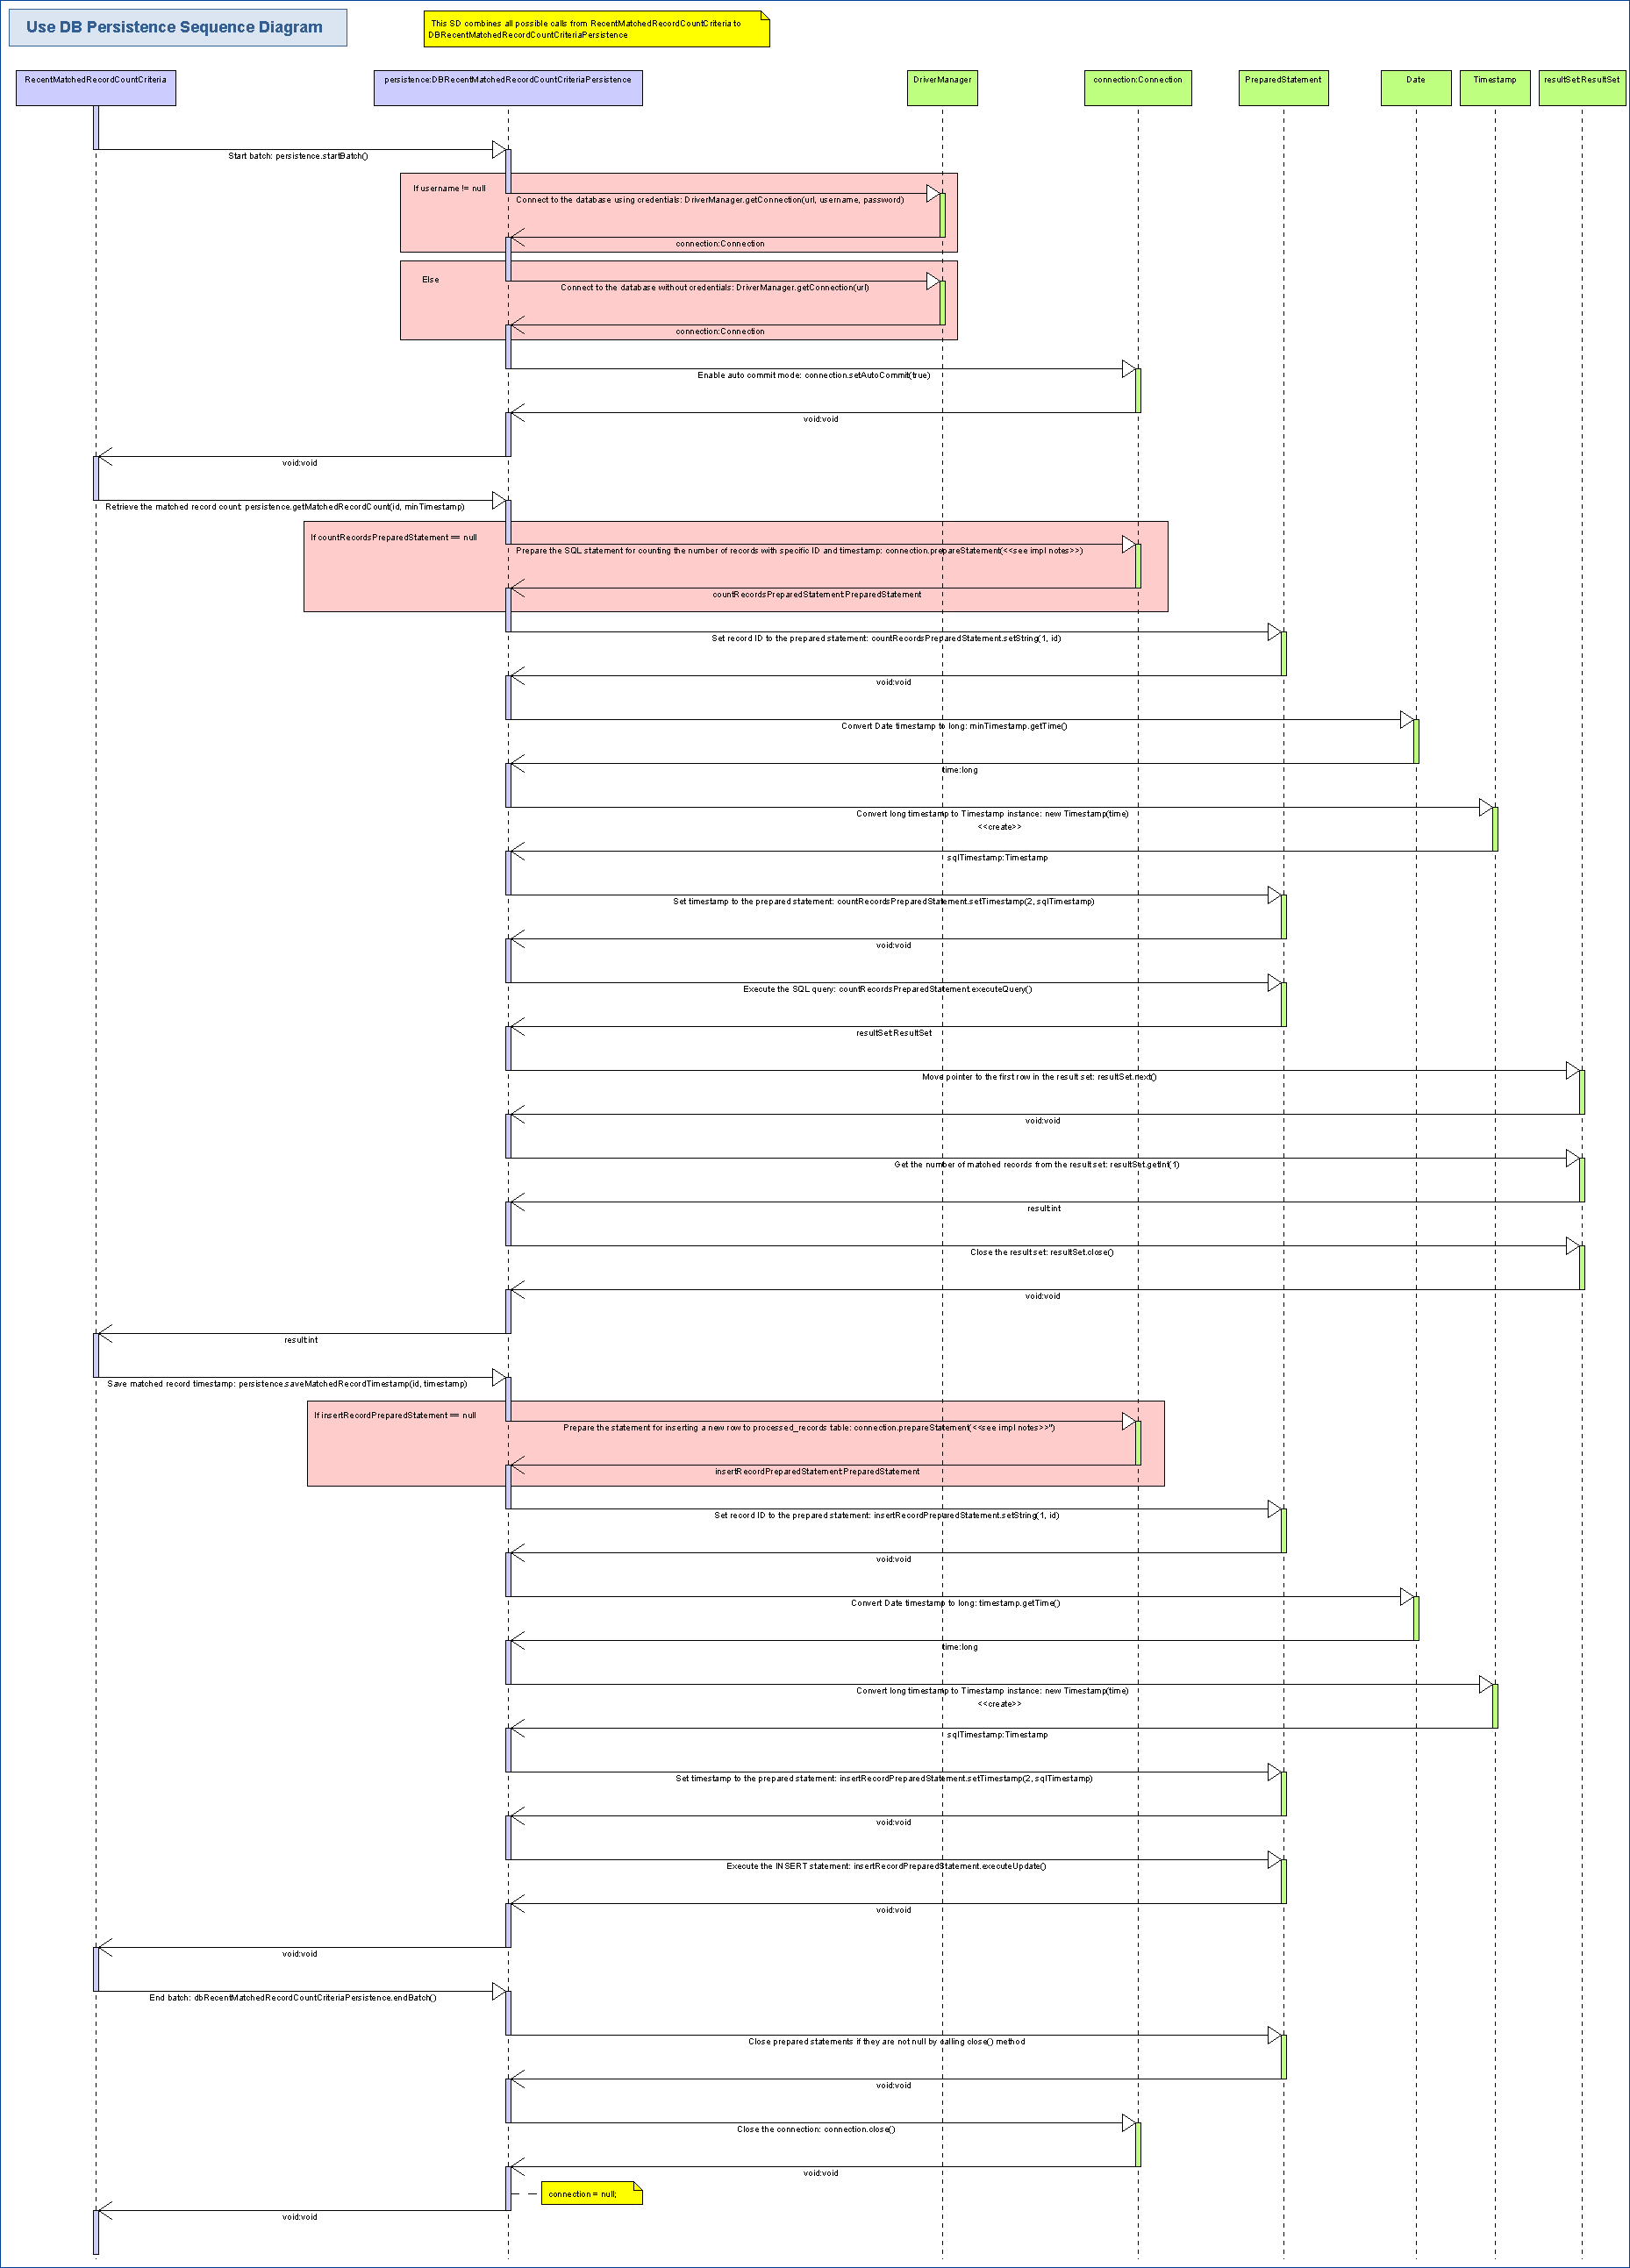 Use DB Persistence Sequence Diagram
This SD combines all possible calls from RecentMatchedRecordCountCriteria to
DBRecentMatchedRecordCountCriteriaPersistence
RecentMatchedRecordCountCriteria
persistence:DBRecentMatchedRecordCountCriteriaPersistence
DriverManager
connection:Connection
PreparedStatement
Date
Timestamp
resultSet:ResultSet
Start batch: persistence.startBatch()
If username != null
Connect to the database using credentials: DriverManager.getConnection(url, username, password)
connection:Connection
Else
Connect to the database without credentials: DriverManager.getConnection(url)
connection:Connection
Enable auto commit mode: connection.setAutoCommit(true)
void:void
void:void
Retrieve the matched record count: persistence.getMatchedRecordCount(id, minTimestamp)
If countRecordsPreparedStatement == null
Prepare the SQL statement for counting the number of records with specific ID and timestamp: connection.prepareStatement(<<see impl notes>>)
countRecordsPreparedStatement:PreparedStatement
Set record ID to the prepared statement: countRecordsPreparedStatement.setString(1, id)
void:void
Convert Date timestamp to long: minTimestamp.getTime()
time:long
Convert long timestamp to Timestamp instance: new Timestamp(time)
<<create>>
sqlTimestamp:Timestamp
Set timestamp to the prepared statement: countRecordsPreparedStatement.setTimestamp(2, sqlTimestamp)
void:void
Execute the SQL query: countRecordsPreparedStatement.executeQuery()
resultSet:ResultSet
Move pointer to the first row in the result set: resultSet.next()
void:void
Get the number of matched records from the result set: resultSet.getInt(1)
result:int
Close the result set: resultSet.close()
void:void
result:int
Save matched record timestamp: persistence.saveMatchedRecordTimestamp(id, timestamp)
If insertRecordPreparedStatement == null
Prepare the statement for inserting a new row to processed_records table: connection.prepareStatement(<<see impl notes>>")
insertRecordPreparedStatement:PreparedStatement
Set record ID to the prepared statement: insertRecordPreparedStatement.setString(1, id)
void:void
Convert Date timestamp to long: timestamp.getTime()
time:long
Convert long timestamp to Timestamp instance: new Timestamp(time)
<<create>>
sqlTimestamp:Timestamp
Set timestamp to the prepared statement: insertRecordPreparedStatement.setTimestamp(2, sqlTimestamp)
void:void
Execute the INSERT statement: insertRecordPreparedStatement.executeUpdate()
void:void
void:void
End batch: dbRecentMatchedRecordCountCriteriaPersistence.endBatch()
Close prepared statements if they are not null by calling close() method
void:void
Close the connection: connection.close()
void:void
connection = null;
void:void